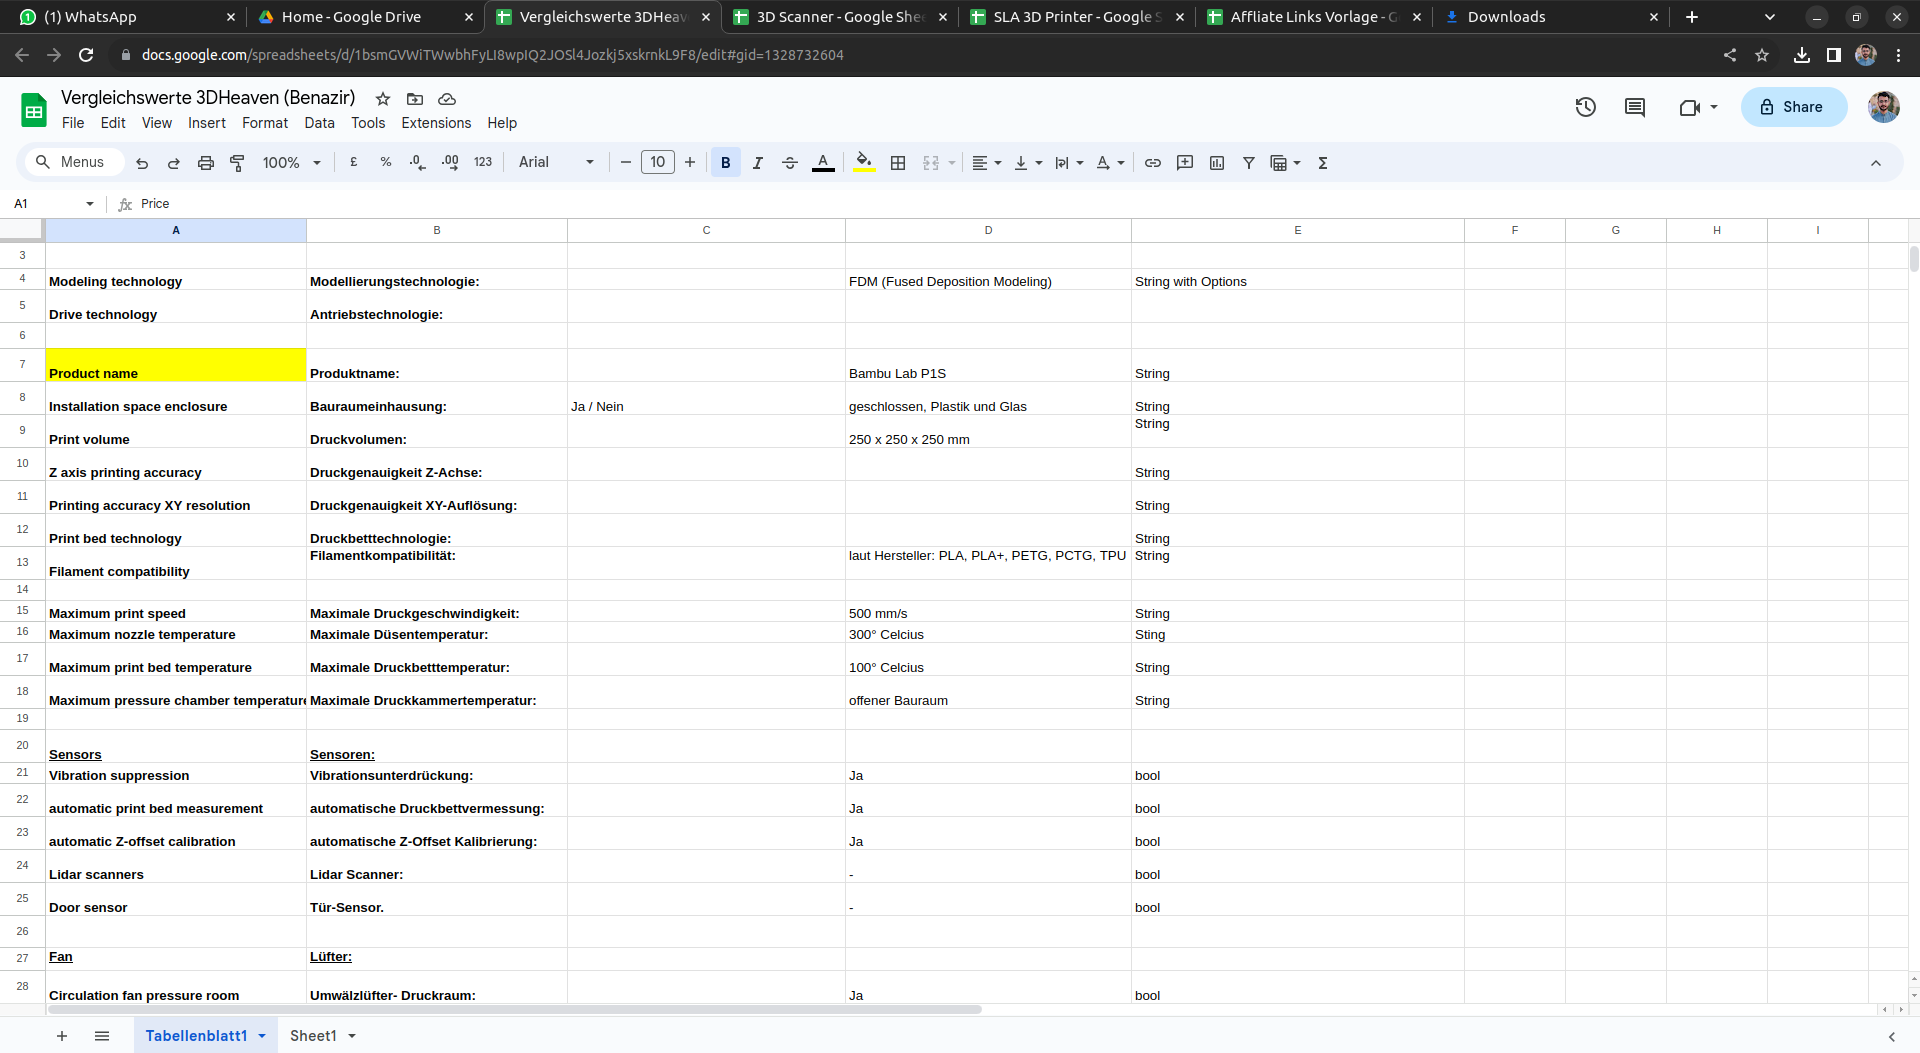 (1) WhatsApp
Home - Google Drive
Vergleichswerte 3DHeav
3D Scanner - Google She
SLA 3D Printer - Google S
Affliate Links Vorlage - G
Downloads
docs.google.com/spreadsheets/d/1bsmGVWiTWwbhFyLI8wpIQ2JOSl4Jozkj5xskrnkL9F8/edit#gid=1328732604
Vergleichswerte 3DHeaven (Benazir)
File Edit View Insert Format Data Tools Extensions Help
Share
Menus 100% £ % .0 .00 123 Arial 10 B I A
A1 fx Price
A B C D E F G H I
3
4 Modeling technology Modellierungstechnologie: FDM (Fused Deposition Modeling) String with Options
5 Drive technology Antriebstechnologie:
6
7 Product name Produktname: Bambu Lab P1S String
8 Installation space enclosure Bauraumeinhausung: Ja / Nein geschlossen, Plastik und Glas String
9 Print volume Druckvolumen: 250 x 250 x 250 mm String
10 Z axis printing accuracy Druckgenauigkeit Z-Achse: String
11 Printing accuracy XY resolution Druckgenauigkeit XY-Auflösung: String
12 Print bed technology Druckbetttechnologie: String
13 Filament compatibility Filamentkompatibilität: laut Hersteller: PLA, PLA+, PETG, PCTG, TPU String
14
15 Maximum print speed Maximale Druckgeschwindigkeit: 500 mm/s String
16 Maximum nozzle temperature Maximale Düsentemperatur: 300° Celcius Sting
17 Maximum print bed temperature Maximale Druckbetttemperatur: 100° Celcius String
18 Maximum pressure chamber temperature Maximale Druckkammertemperatur: offener Bauraum String
19
20 Sensors Sensoren:
21 Vibration suppression Vibrationsunterdrückung: Ja bool
22 automatic print bed measurement automatische Druckbettvermessung: Ja bool
23 automatic Z-offset calibration automatische Z-Offset Kalibrierung: Ja bool
24 Lidar scanners Lidar Scanner: - bool
25 Door sensor Tür-Sensor. - bool
26
27 Fan Lüfter:
28 Circulation fan pressure room Umwälzlüfter- Druckraum: Ja bool
Tabellenblatt1 Sheet1